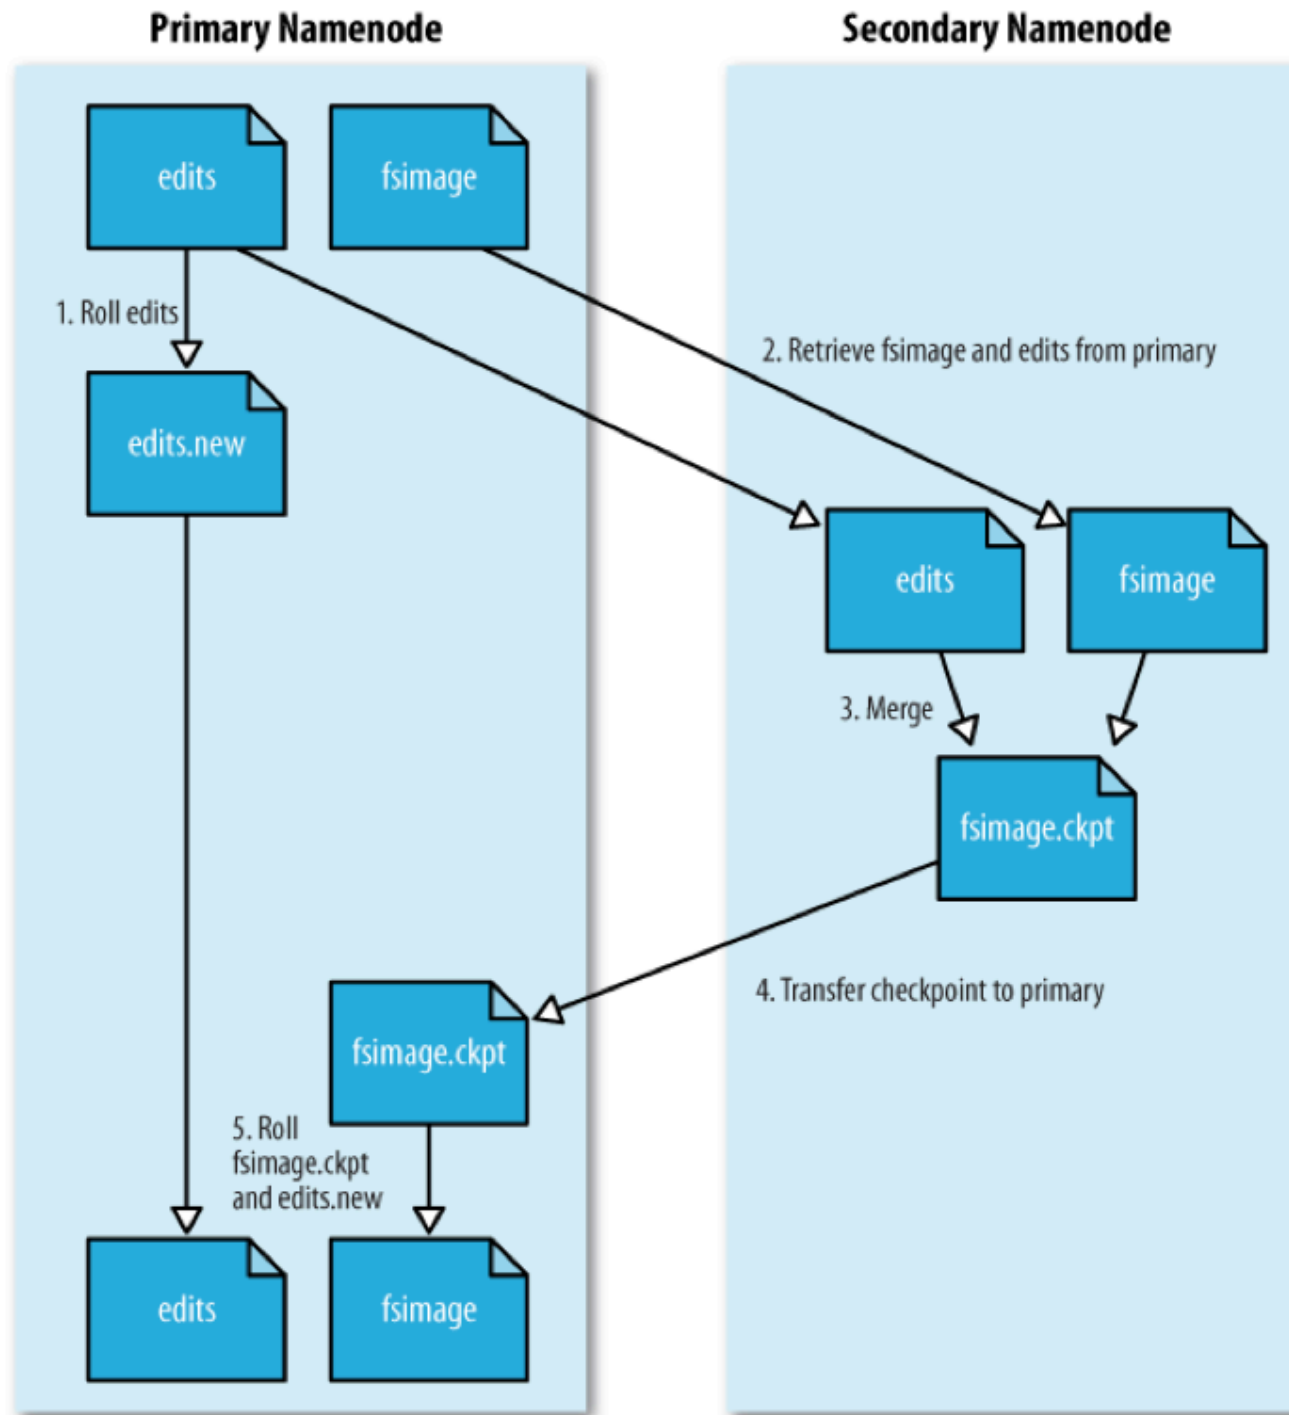 Primary Namenode
Secondary Namenode
edits
fsimage
1. Roll edits
2. Retrieve fsimage and edits from primary
edits.new
edits
fsimage
3. Merge
fsimage.ckpt
4. Transfer checkpoint to primary
fsimage.ckpt
5. Roll
fsimage.ckpt
and edits.new
edits
fsimage